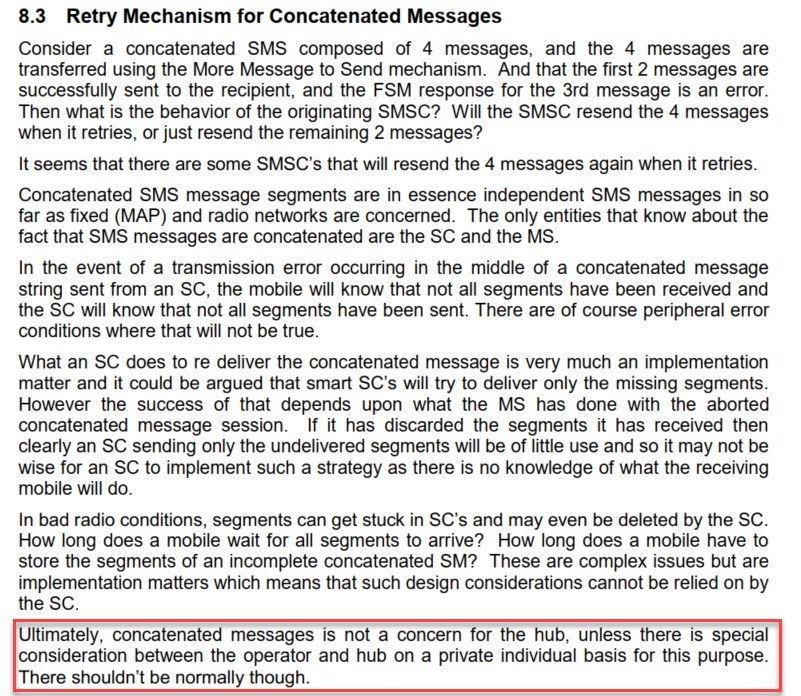 8.3 Retry Mechanism for Concatenated Messages
Consider a concatenated SMS composed of 4 messages, and the 4 messages are
transferred using the More Message to Send mechanism. And that the first 2 messages are
successfully sent to the recipient, and the FSM response for the 3rd message is an error.
Then what is the behavior of the originating SMSC? Will the SMSC resend the 4 messages
when it retries, or just resend the remaining 2 messages?
It seems that there are some SMSC's that will resend the 4 messages again when it retries.
Concatenated SMS message segments are in essence independent SMS messages in so
far as fixed (MAP) and radio networks are concerned. The only entities that know about the
fact that SMS messages are concatenated are the SC and the MS.
In the event of a transmission error occurring in the middle of a concatenated message
string sent from an SC, the mobile will know that not all segments have been received and
the SC will know that not all segments have been sent. There are of course peripheral error
conditions where that will not be true.
What an SC does to re deliver the concatenated message is very much an implementation
matter and it could be argued that smart SC's will try to deliver only the missing segments.
However the success of that depends upon what the MS has done with the aborted
concatenated message session. If it has discarded the segments it has received then
clearly an SC sending only the undelivered segments will be of little use and so it may not be
wise for an SC to implement such a strategy as there is no knowledge of what the receiving
mobile will do.
In bad radio conditions, segments can get stuck in SC's and may even be deleted by the SC.
How long does a mobile wait for all segments to arrive? How long does a mobile have to
store the segments of an incomplete concatenated SM? These are complex issues but are
implementation matters which means that such design considerations cannot be relied on by
the SC.
Ultimately, concatenated messages is not a concern for the hub, unless there is special
consideration between the operator and hub on a private individual basis for this purpose.
There shouldn't be normally though.